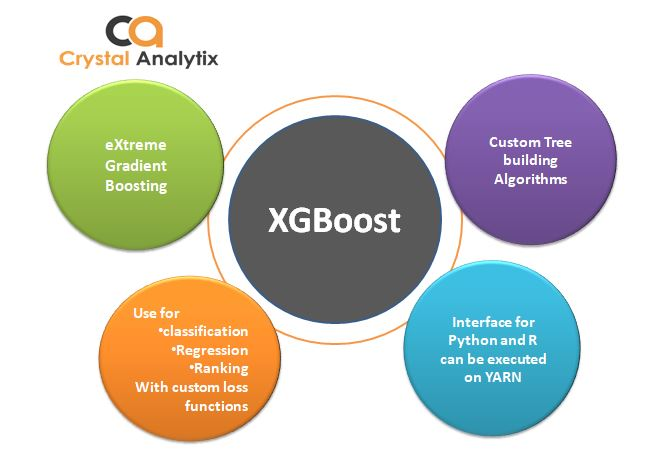 ca
Crystal Analytix
eXtreme
Gradient
Boosting
Custom Tree
building
Algorithms
XGBoost
Use for
•classification
•Regression
•Ranking
With custom loss
functions
Interface for
Python and R
can be executed
on YARN